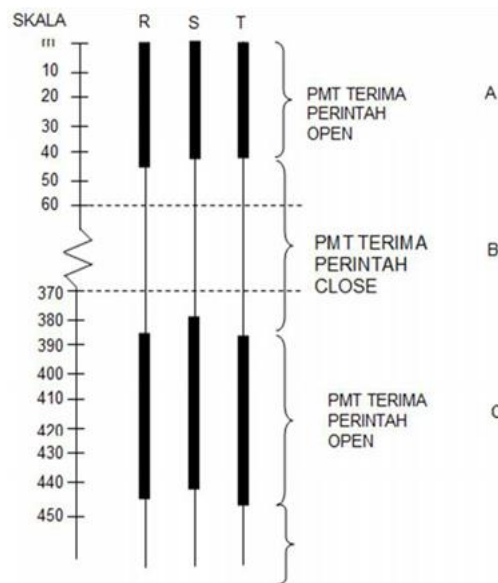 SKALA R S T
m
10
20
30
40
50
60
370
380
390
400
410
420
430
440
450
PMT TERIMA
PERINTAH
OPEN
A
PMT TERIMA
PERINTAH
CLOSE
B
PMT TERIMA
PERINTAH
OPEN
C